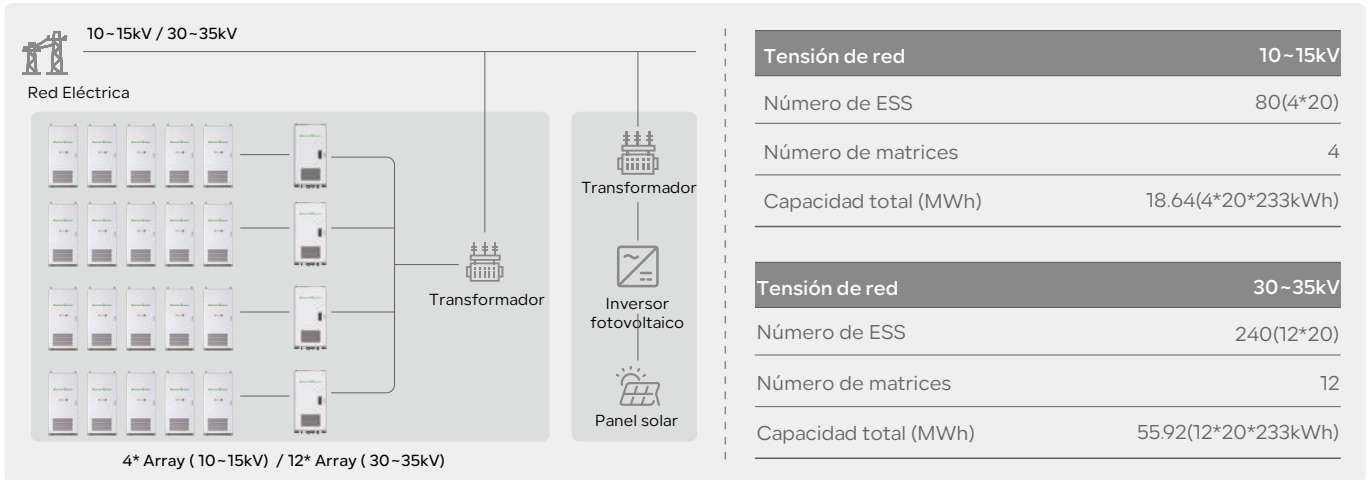 10~15kV / 30~35kV
Red Eléctrica
Transformador
Transformador
Inversor
fotovoltaico
Panel solar
4* Array ( 10~15kV)  / 12* Array ( 30~35kV)
Tensión de red 10~15kV
Número de ESS 80(4*20)
Número de matrices 4
Capacidad total (MWh) 18.64(4*20*233kWh)
Tensión de red 30~35kV
Número de ESS 240(12*20)
Número de matrices 12
Capacidad total (MWh) 55.92(12*20*233kWh)